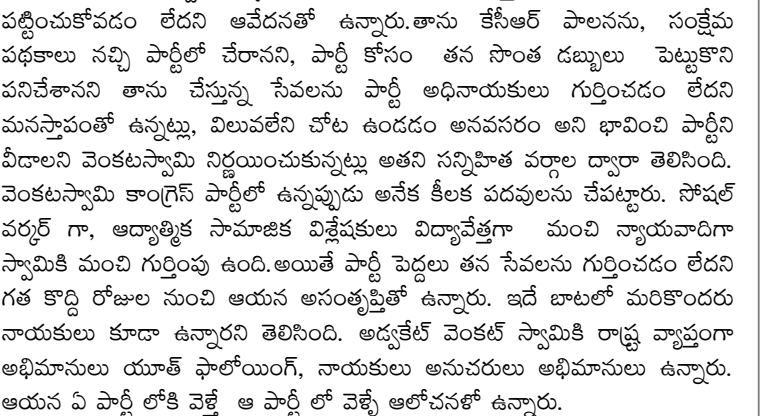 పట్టించుకోవడం లేదని ఆవేదనతో ఉన్నారు.తాను కేసీఆర్ పాలనను, సంక్షేమ
పథకాలు నచ్చి పార్టీలో చేరానని, పార్టీ కోసం తన సొంత డబ్బులు పెట్టుకొని
పనిచేశానని తాను చేస్తున్న సేవలను పార్టీ అధినాయకులు గుర్తించడం లేదని
మనస్తాపంతో ఉన్నట్లు, విలువలేని చోట ఉండడం అనవసరం అని భావించి పార్టీని
వీడాలని వెంకటస్వామి నిర్ణయించుకున్నట్లు అతని సన్నిహిత వర్గాల ద్వారా తెలిసింది.
వెంకటస్వామి కాంగ్రెస్ పార్టీలో ఉన్నప్పుడు అనేక కీలక పదవులను చేపట్టారు. సోషల్
వర్కర్ గా, ఆద్యాత్మిక సామాజిక విశ్లేషకులు విద్యావేత్తగా మంచి న్యాయవాదిగా
స్వామికి మంచి గుర్తింపు ఉంది.అయితే పార్టీ పెద్దలు తన సేవలను గుర్తించడం లేదని
గత కొద్ది రోజుల నుంచి ఆయన అసంతృప్తితో ఉన్నారు. ఇదే బాటలో మరికొందరు
నాయకులు కూడా ఉన్నారని తెలిసింది. అడ్వకేట్ వెంకట్ స్వామికి రాష్ట్ర వ్యాప్తంగా
అభిమానులు యూత్ ఫాలోయింగ్, నాయకులు అనుచరులు అభిమానులు ఉన్నారు.
ఆయన ఏ పార్టీ లోకి వెళ్తే ఆ పార్టీ లో వెళ్ళే ఆలోచనళో ఉన్నారు.